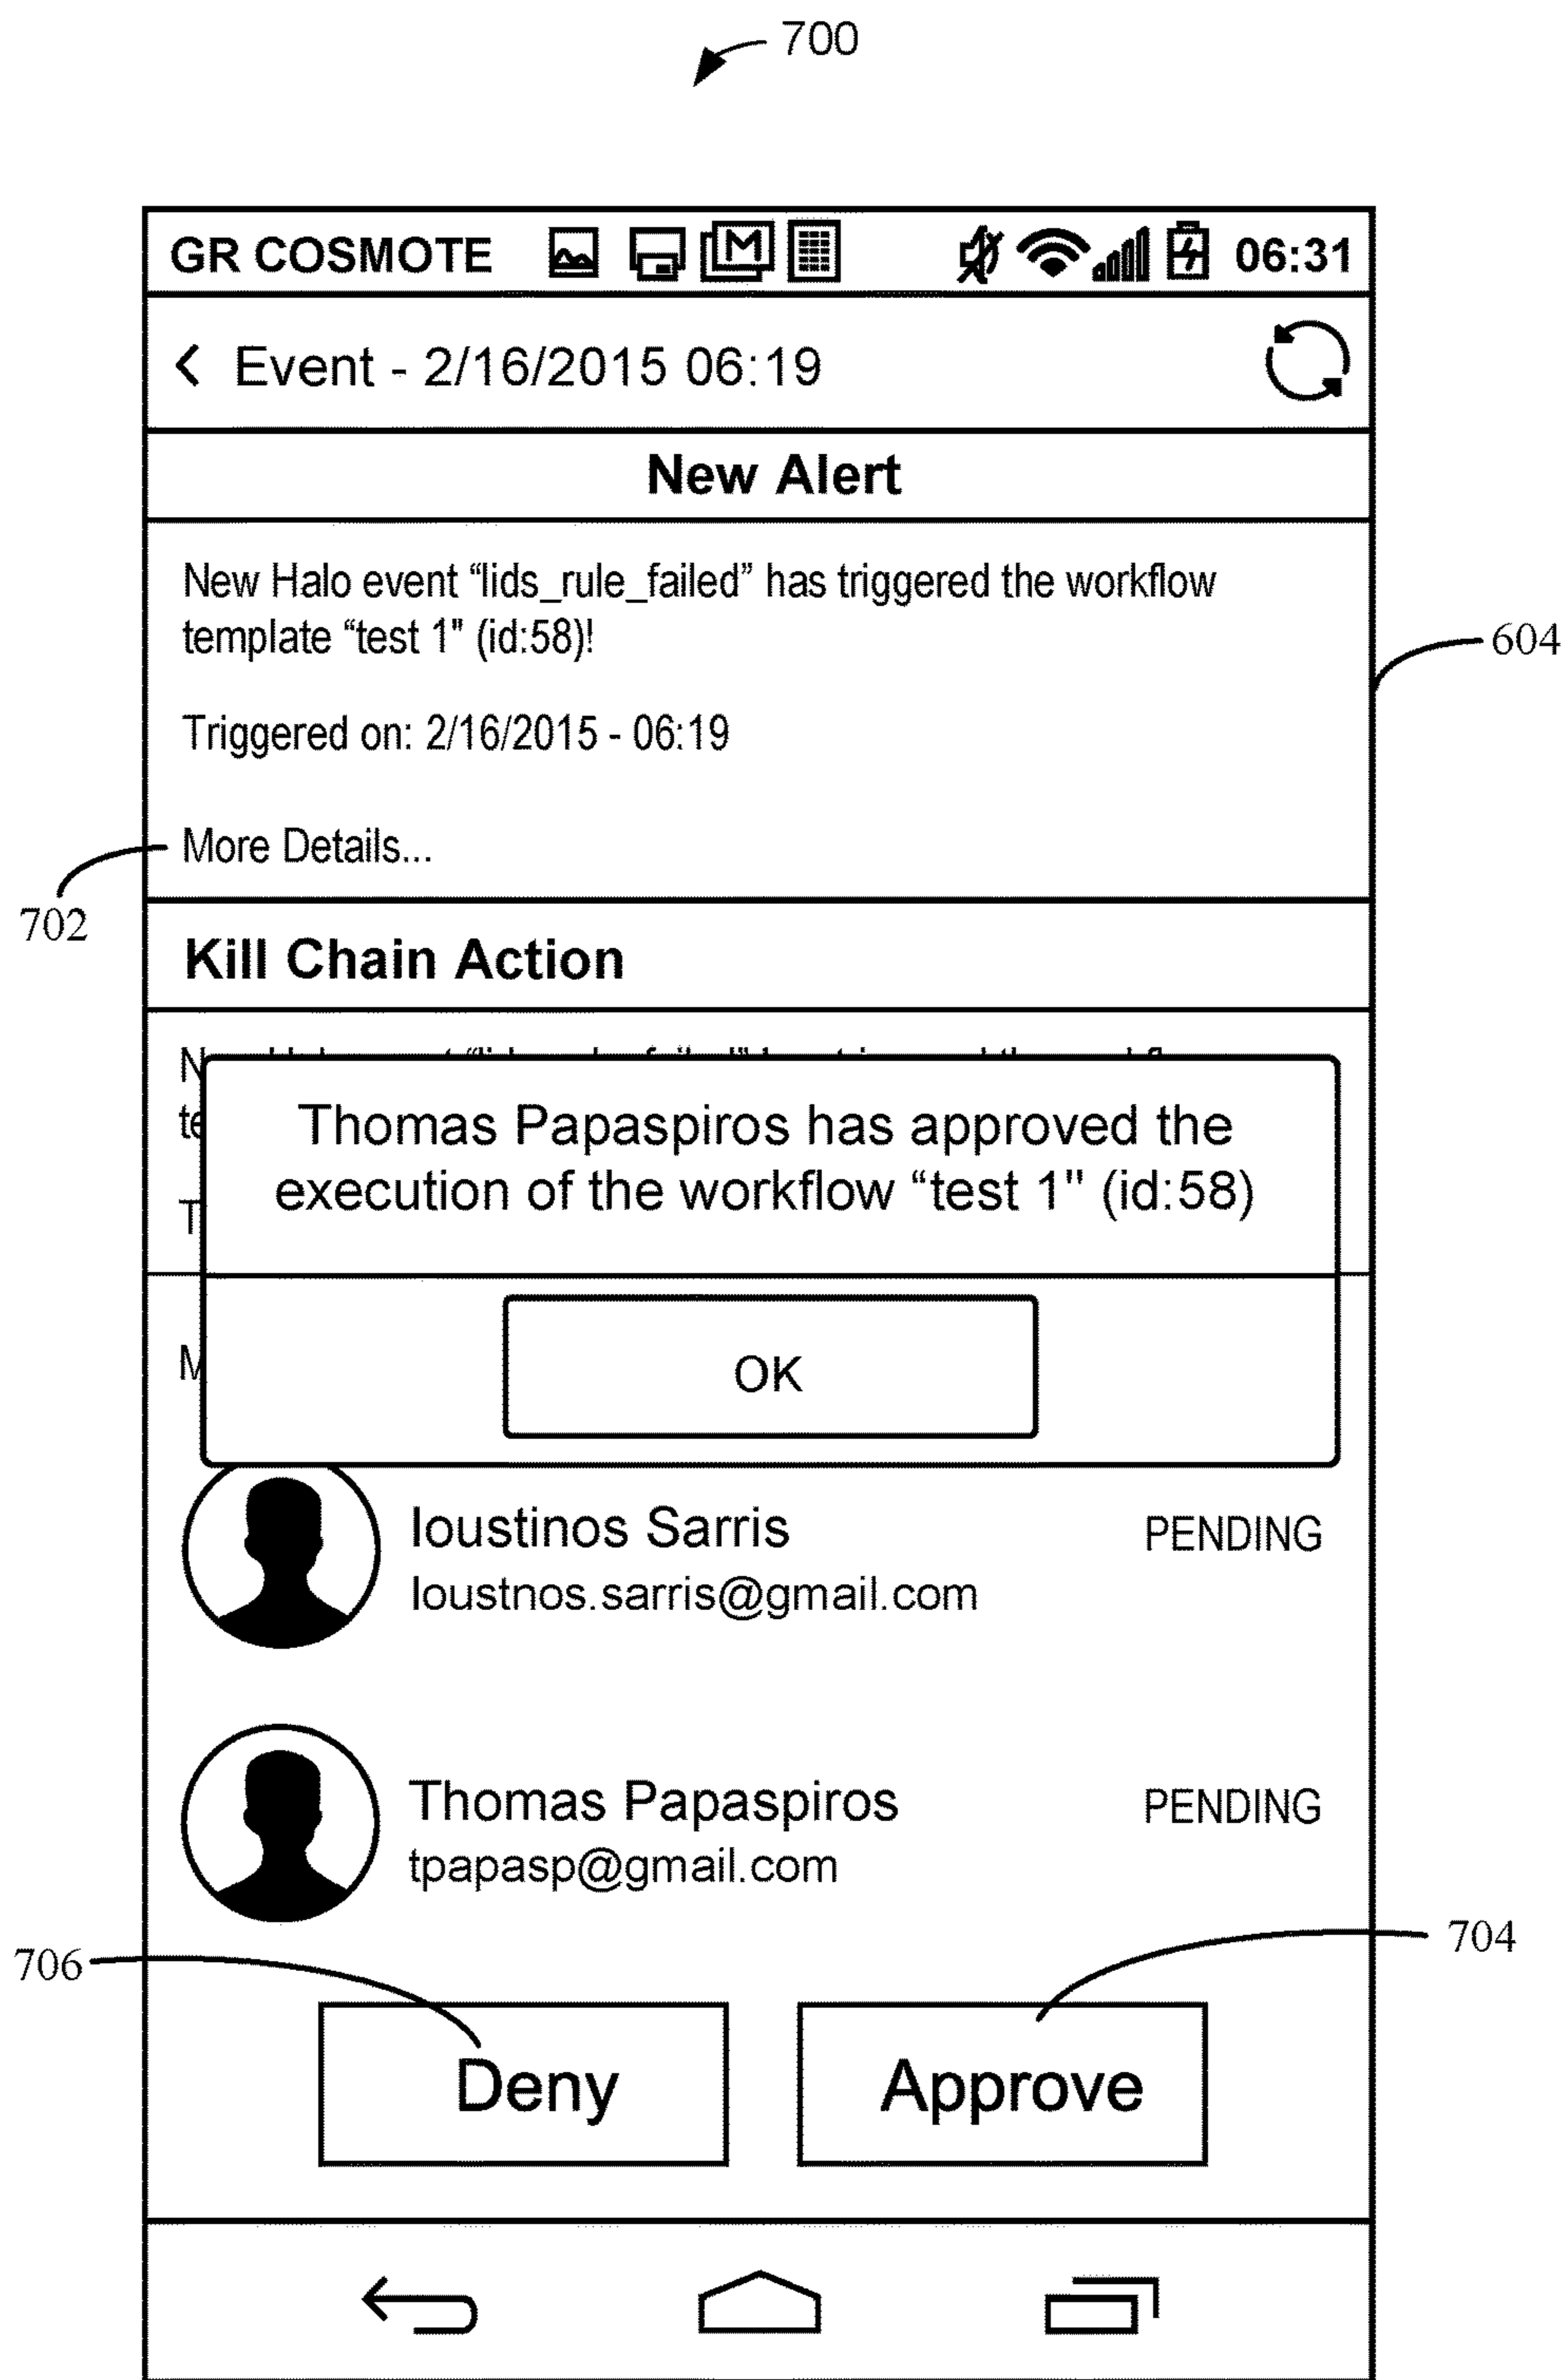 700
GR COSMOTE M 06:31
Event - 2/16/2015 06:19
New Alert
New Halo event “lids_rule_failed” has triggered the workflow
template “test 1" (id:58)!
604
Triggered on: 2/16/2015 - 06:19
More Details...
702
Kill Chain Action
Thomas Papaspiros has approved the
execution of the workflow “test 1" (id:58)
OK
Ioustinos Sarris PENDING
Ioustnos.sarris@gmail.com
Thomas Papaspiros PENDING
tpapasp@gmail.com
706
704
Deny Approve